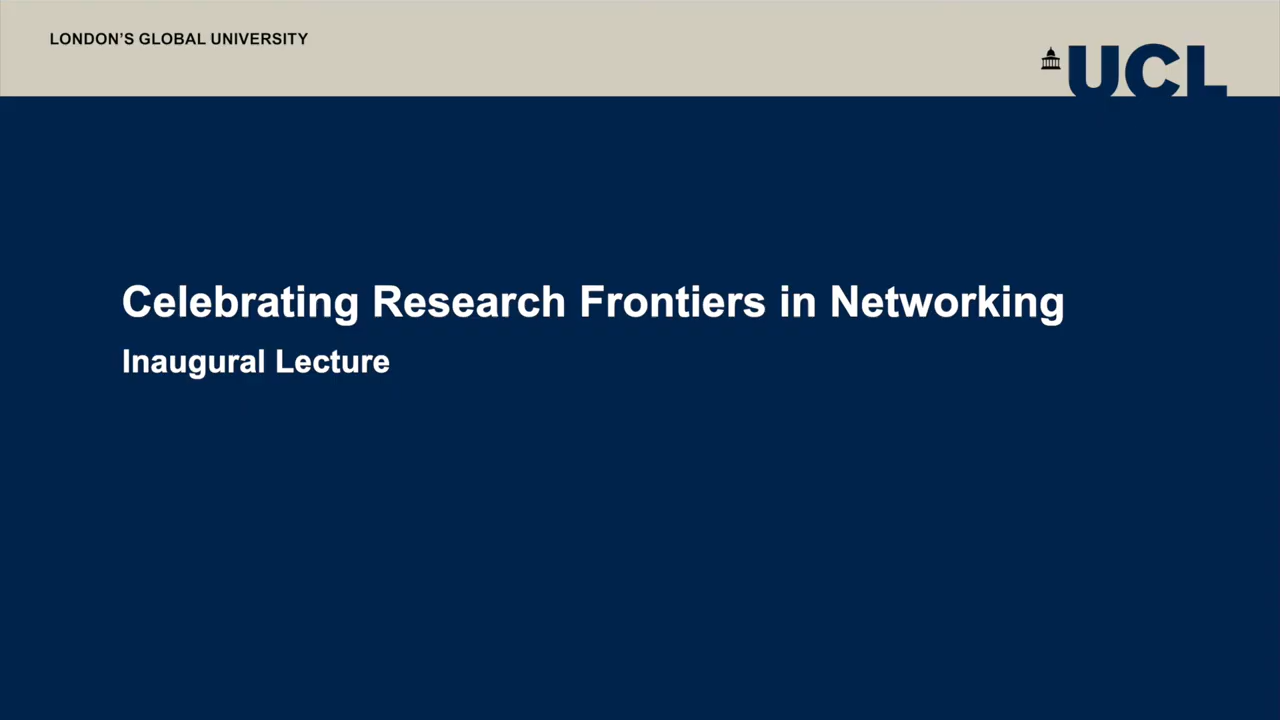 LONDON'S GLOBAL UNIVERSITY
UCL
Celebrating Research Frontiers in Networking
Inaugural Lecture